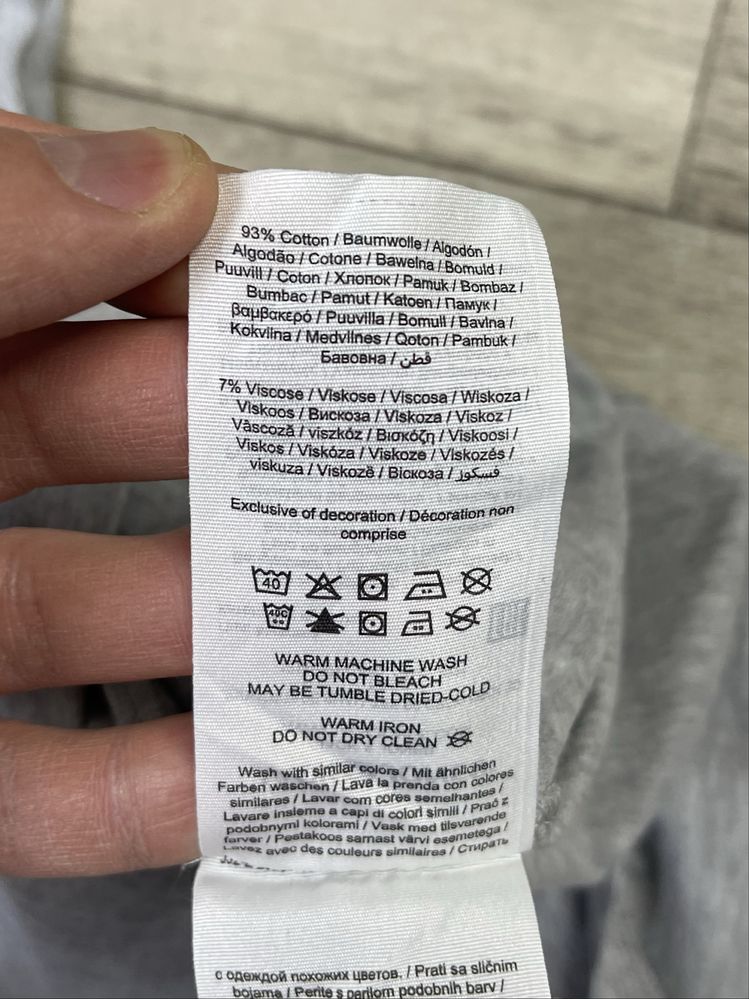 93% Cotton / Baumwolle / Algodón /
Algodão / Cotone / Bawełna / Bomuld /
Puuvill / Coton / Хлопок / Pamuk / Bombaz /
Bumbac / Pamut / Katoen / Памук /
βαμβακερό / Puuvilla / Bomull / Bavlna /
Kokvilna / Medvilnes / Qoton / Pambuk /
Бавовна / قطن
7% Viscose / Viskose / Viscosa / Wiskoza /
Viskoos / Вискоза / Viskoza / Viskoz /
Vâscoză / viszkóz / Βισκόζη / Viskoosi /
Viskos / Viskóza / Viskoze / Viskozés /
viskuza / Viskozë / Віскоза / فسكوز
Exclusive of decoration / Décoration non
comprise
40
40C
WARM MACHINE WASH
DO NOT BLEACH
MAY BE TUMBLE DRIED-COLD
WARM IRON
DO NOT DRY CLEAN
Wash with similar colors / Mit ähnlichen
Farben waschen / Lava la prenda con colores
similares / Lavar com cores semelhantes /
Lavare insieme a capi di colori simili / Prać z
podobnymi kolorami / Vask med tilsvarende
farver / Pestakoos samast värvi esemetega /
Lavez avec des couleurs similaires / Стирать
с одеждой похожих цветов. / Prati sa sličnim
bojama / Perite s perilom podobnih barv /